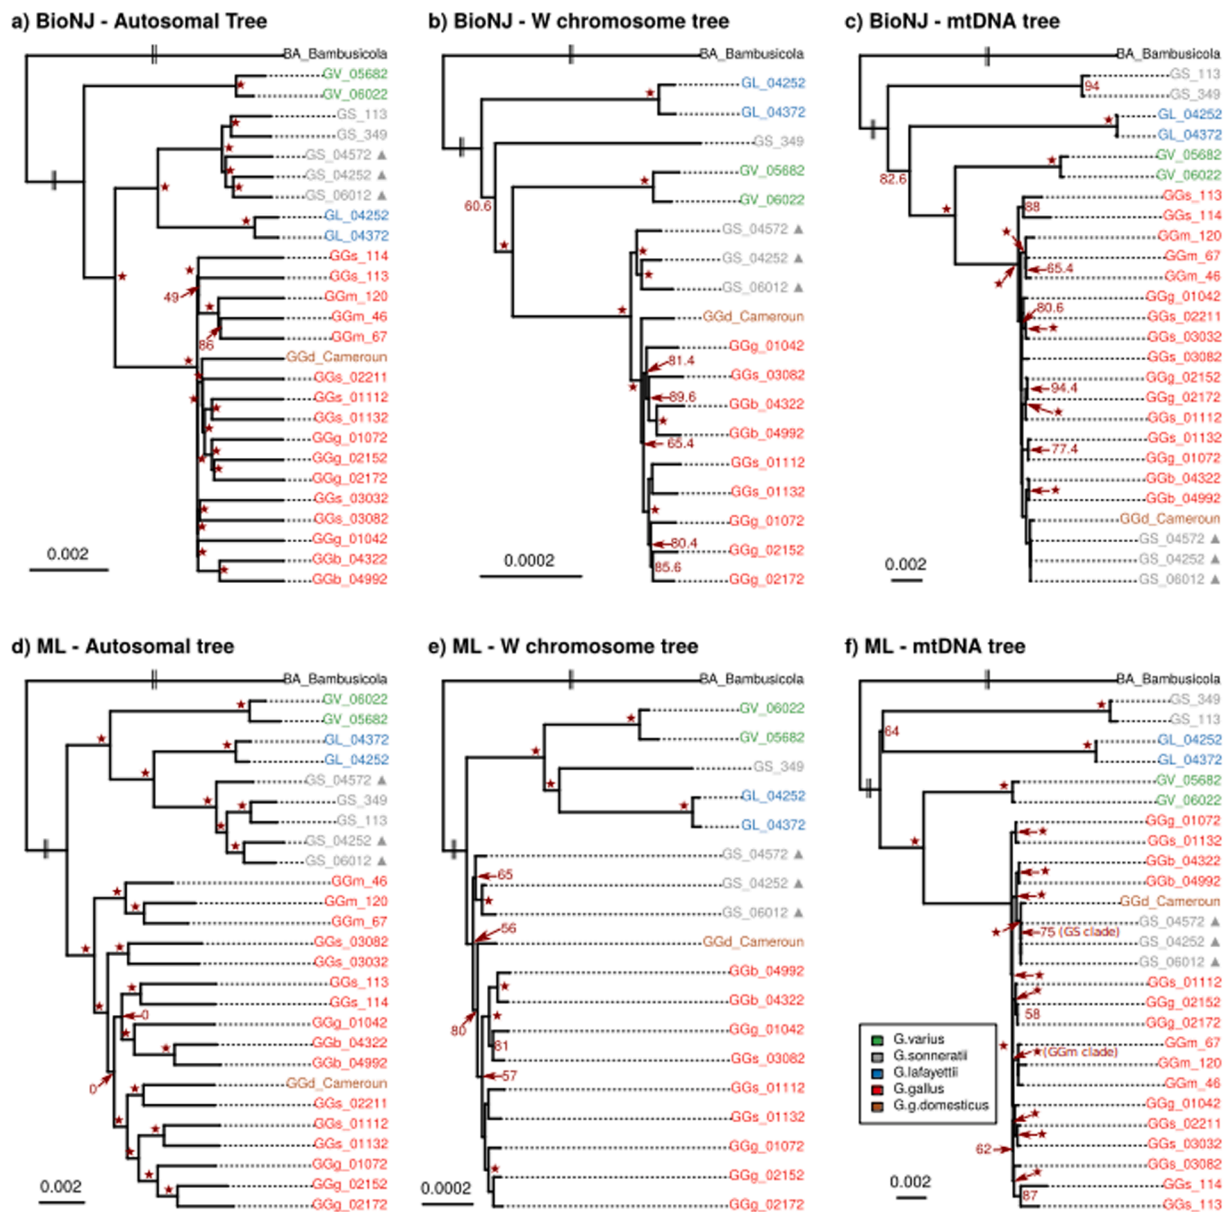 a) BioNJ - Autosomal Tree
BA_Bambusicola
GV_05682
GV_06022
GS_113
GS_349
GS_04572 ▲
GS_04252 ▲
GS_06012 ▲
GL_04252
GL_04372
GGs_114
GGs_113
49
GGm_120
GGm_46
GGm_67
86
GGd_Cameroun
GGs_02211
GGs_01112
GGs_01132
GGg_01072
GGg_02152
GGg_02172
GGs_03032
GGs_03082
GGg_01042
GGb_04322
GGb_04992
0.002
b) BioNJ - W chromosome tree
BA_Bambusicola
GL_04252
GL_04372
GS_349
GV_05682
GV_06022
60.6
GS_04572 ▲
GS_04252 ▲
GS_06012 ▲
GGd_Cameroun
GGg_01042
81.4
GGs_03082
89.6
GGb_04322
GGb_04992
65.4
GGs_01112
GGs_01132
GGg_01072
80.4
GGg_02152
85.6
GGg_02172
0.0002
c) BioNJ - mtDNA tree
BA_Bambusicola
GS_113
94
GS_349
GL_04252
GL_04372
GV_05682
82.6
GV_06022
GGs_113
88
GGs_114
GGm_120
GGm_67
65.4
GGm_46
GGg_01042
80.6
GGs_02211
GGs_03032
GGs_03082
GGg_02152
94.4
GGg_02172
GGs_01112
GGs_01132
77.4
GGg_01072
GGb_04322
GGb_04992
GGd_Cameroun
GS_04572 ▲
GS_04252 ▲
GS_06012 ▲
0.002
d) ML - Autosomal tree
BA_Bambusicola
GV_06022
GV_05682
GL_04372
GL_04252
GS_04572 ▲
GS_349
GS_113
GS_04252 ▲
GS_06012 ▲
GGm_46
GGm_120
GGm_67
GGs_03082
GGs_03032
GGs_113
GGs_114
0
GGg_01042
GGb_04322
GGb_04992
0
GGd_Cameroun
GGs_02211
GGs_01112
GGs_01132
GGg_01072
GGg_02152
GGg_02172
0.002
e) ML - W chromosome tree
BA_Bambusicola
GV_06022
GV_05682
GS_349
GL_04252
GL_04372
GS_04572 ▲
65
GS_04252 ▲
GS_06012 ▲
56
GGd_Cameroun
GGb_04992
GGb_04322
80
GGg_01042
81
GGs_03082
57
GGs_01112
GGs_01132
GGg_01072
GGg_02152
GGg_02172
0.0002
f) ML - mtDNA tree
BA_Bambusicola
GS_349
GS_113
64
GL_04252
GL_04372
GV_05682
GV_06022
GGg_01072
GGs_01132
GGb_04322
GGb_04992
GGd_Cameroun
GS_04572 ▲
75 (GS clade)
GS_04252 ▲
GS_06012 ▲
GGs_01112
GGg_02152
58
GGg_02172
GGm_67
(GGm clade)
GGm_120
GGm_46
GGg_01042
GGs_02211
GGs_03032
62
GGs_03082
GGs_114
87
GGs_113
0.002
G.varius
G.sonneratii
G.lafayettii
G.gallus
G.g.domesticus